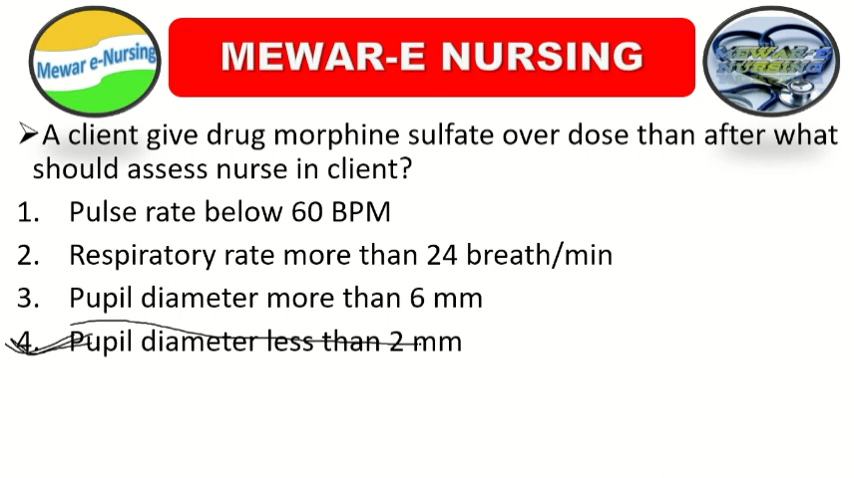 Mewar e-Nursing
MEWAR-E NURSING
MEWAR-E
NURSING
➢A client give drug morphine sulfate over dose than after what
should assess nurse in client?
1. Pulse rate below 60 BPM
2. Respiratory rate more than 24 breath/min
3. Pupil diameter more than 6 mm
4. Pupil diameter less than 2 mm